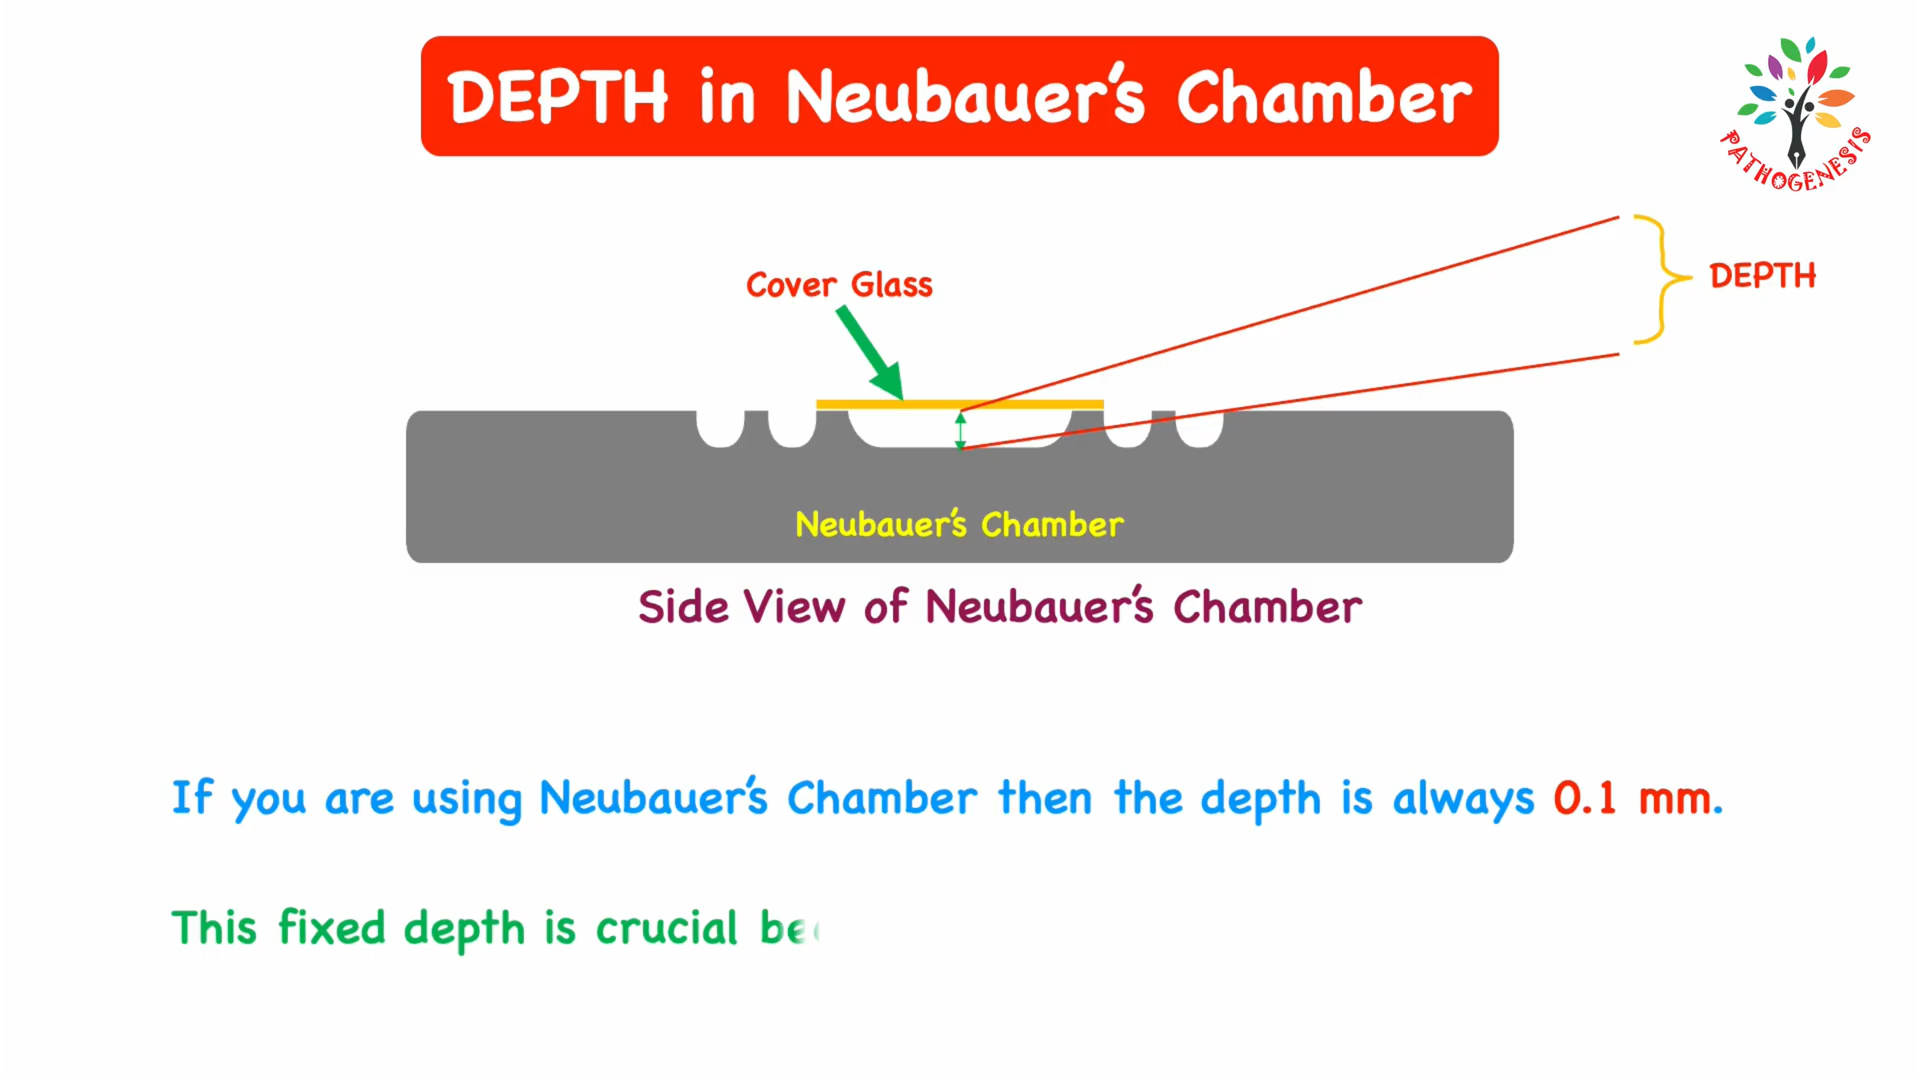 DEPTH in Neubauer's Chamber
PATHOGENESIS
DEPTH
Cover Glass
Neubauer's Chamber
Side View of Neubauer's Chamber
If you are using Neubauer's Chamber then the depth is always 0.1 mm.
This fixed depth is crucial